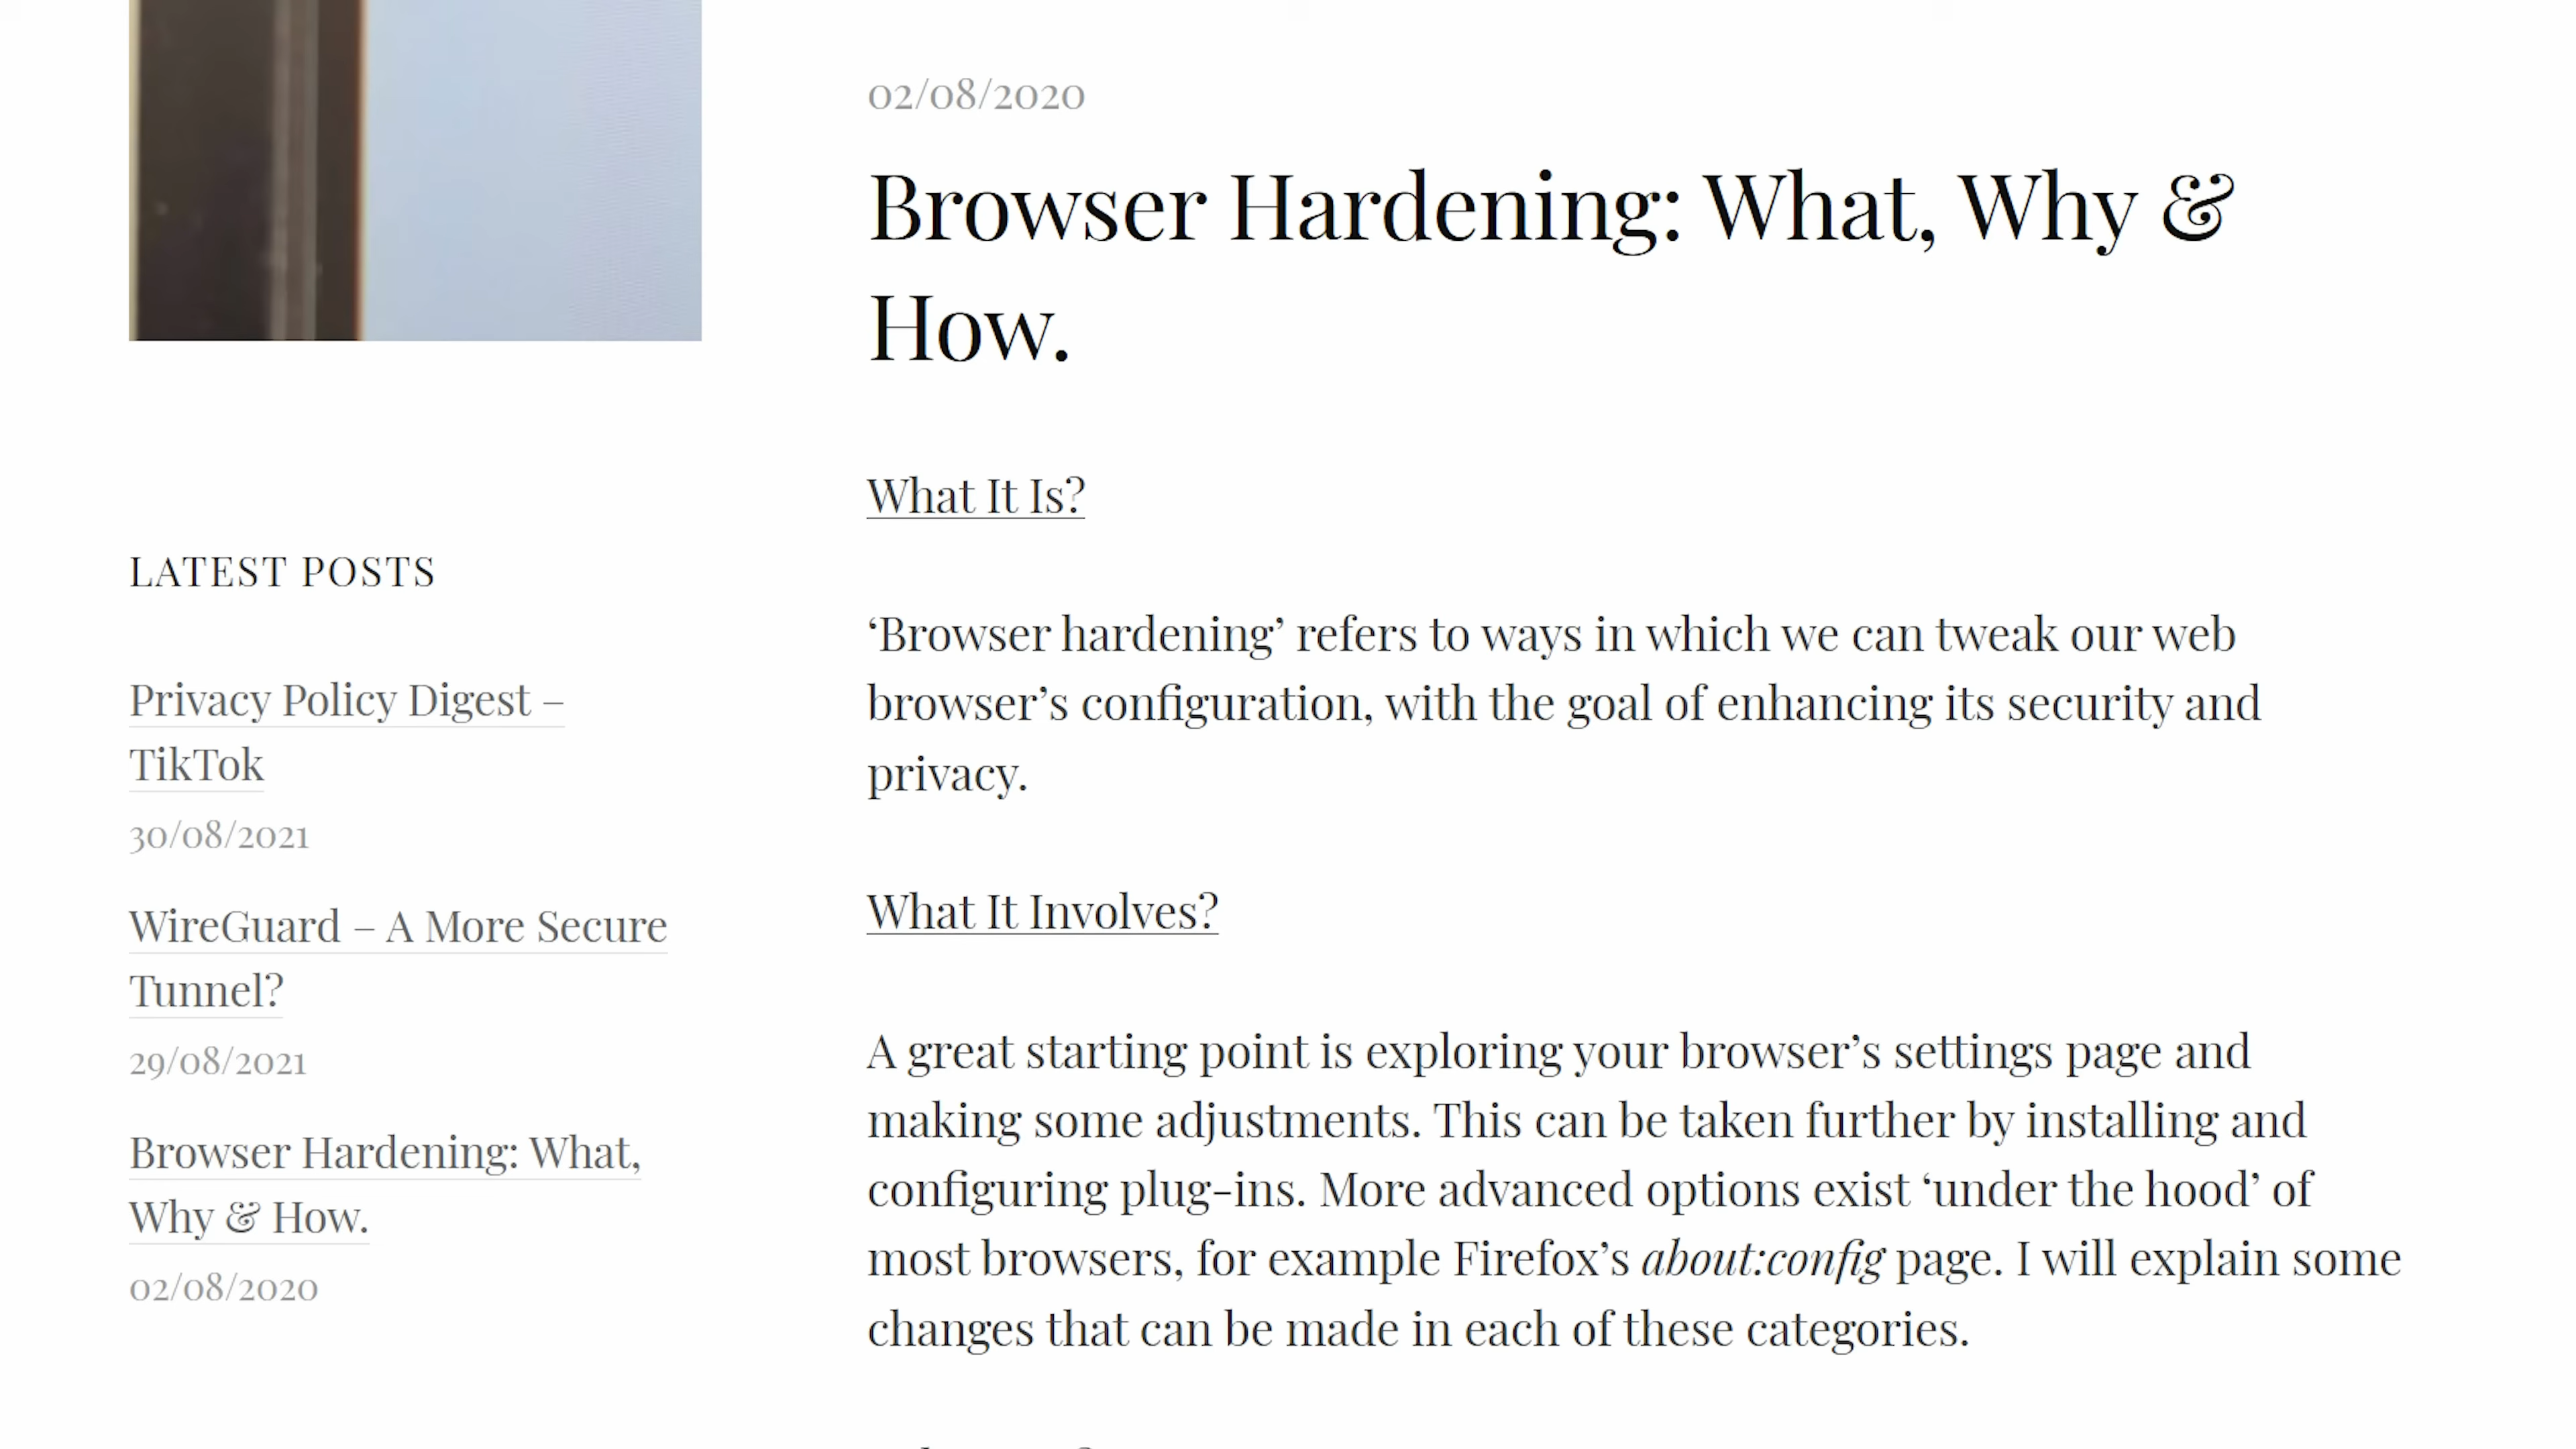 02/08/2020
Browser Hardening: What, Why &
How.
What It Is?
‘Browser hardening’ refers to ways in which we can tweak our web
browser’s configuration, with the goal of enhancing its security and
privacy.
What It Involves?
A great starting point is exploring your browser’s settings page and
making some adjustments. This can be taken further by installing and
configuring plug-ins. More advanced options exist ‘under the hood’ of
most browsers, for example Firefox’s about:config page. I will explain some
changes that can be made in each of these categories.
LATEST POSTS
Privacy Policy Digest –
TikTok
30/08/2021
WireGuard – A More Secure
Tunnel?
29/08/2021
Browser Hardening: What,
Why & How.
02/08/2020